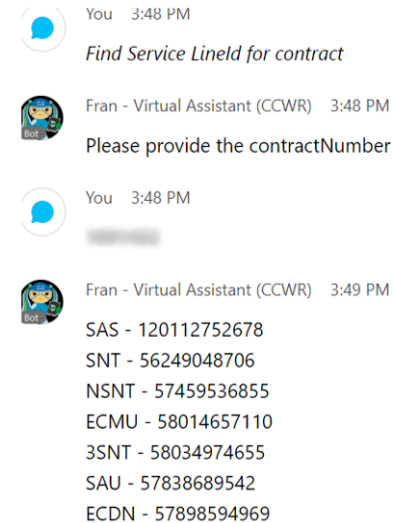 You 3:48 PM
Find Service LineId for contract
Fran - Virtual Assistant (CCWR) 3:48 PM
Bot
Please provide the contractNumber
You 3:48 PM
Fran - Virtual Assistant (CCWR) 3:49 PM
Bot
SAS - 120112752678
SNT - 56249048706
NSNT - 57459536855
ECMU - 58014657110
3SNT - 58034974655
SAU - 57838689542
ECDN - 57898594969